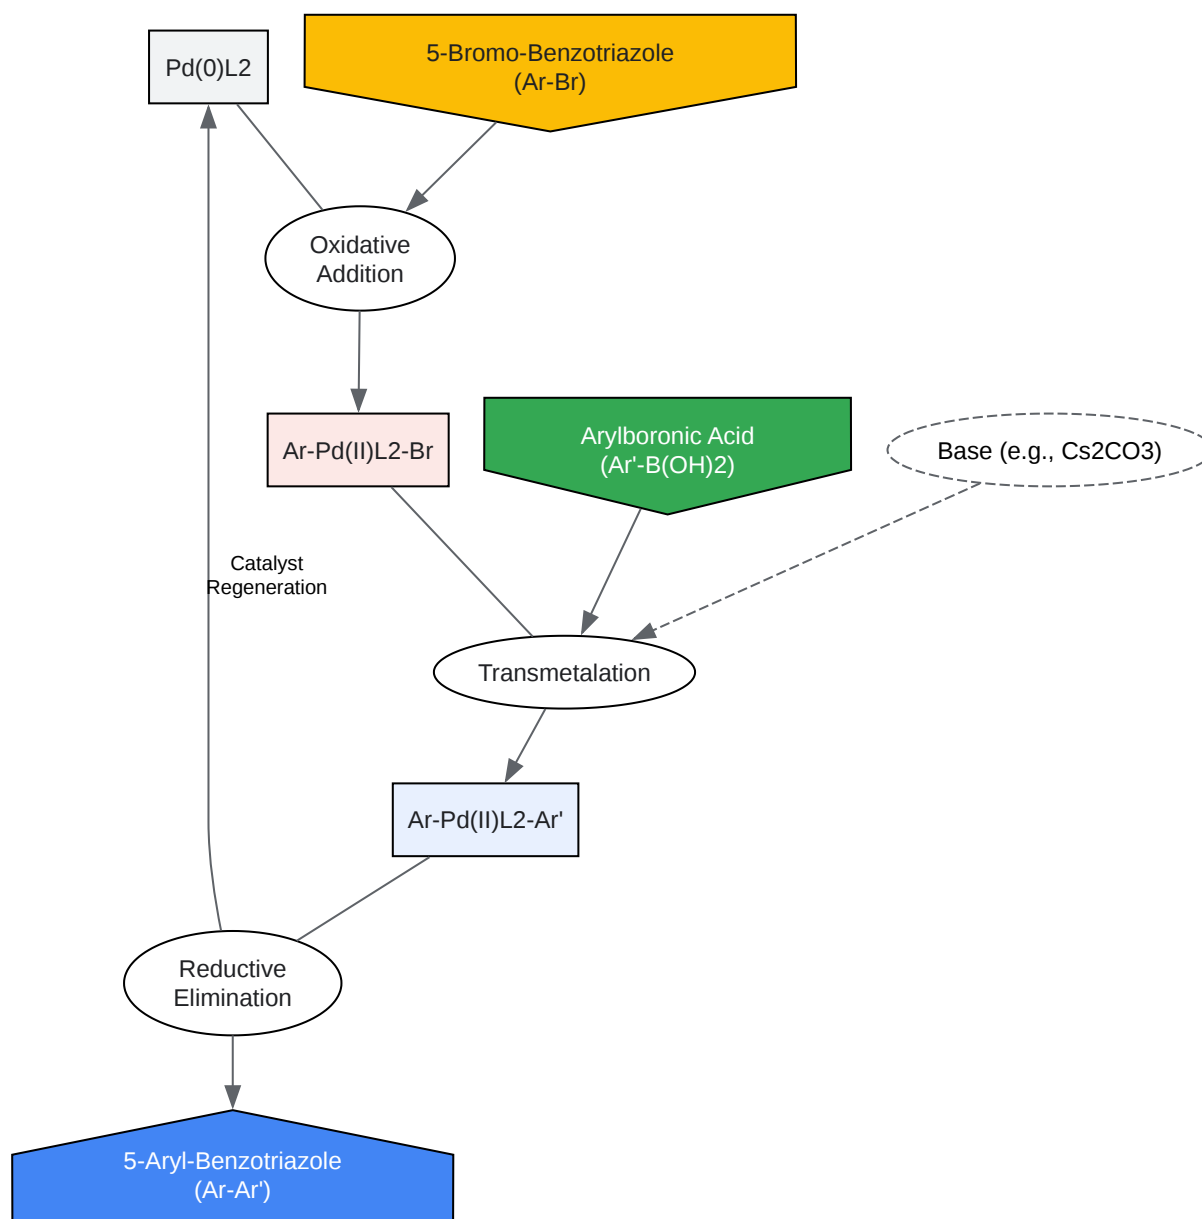 Pd(0)L2
5-Bromo-Benzotriazole
(Ar-Br)
Oxidative
Addition
Ar-Pd(II)L2-Br
Arylboronic Acid
(Ar'-B(OH)2)
Base (e.g., Cs2CO3)
Catalyst
Regeneration
Transmetalation
Ar-Pd(II)L2-Ar'
Reductive
Elimination
5-Aryl-Benzotriazole
(Ar-Ar')